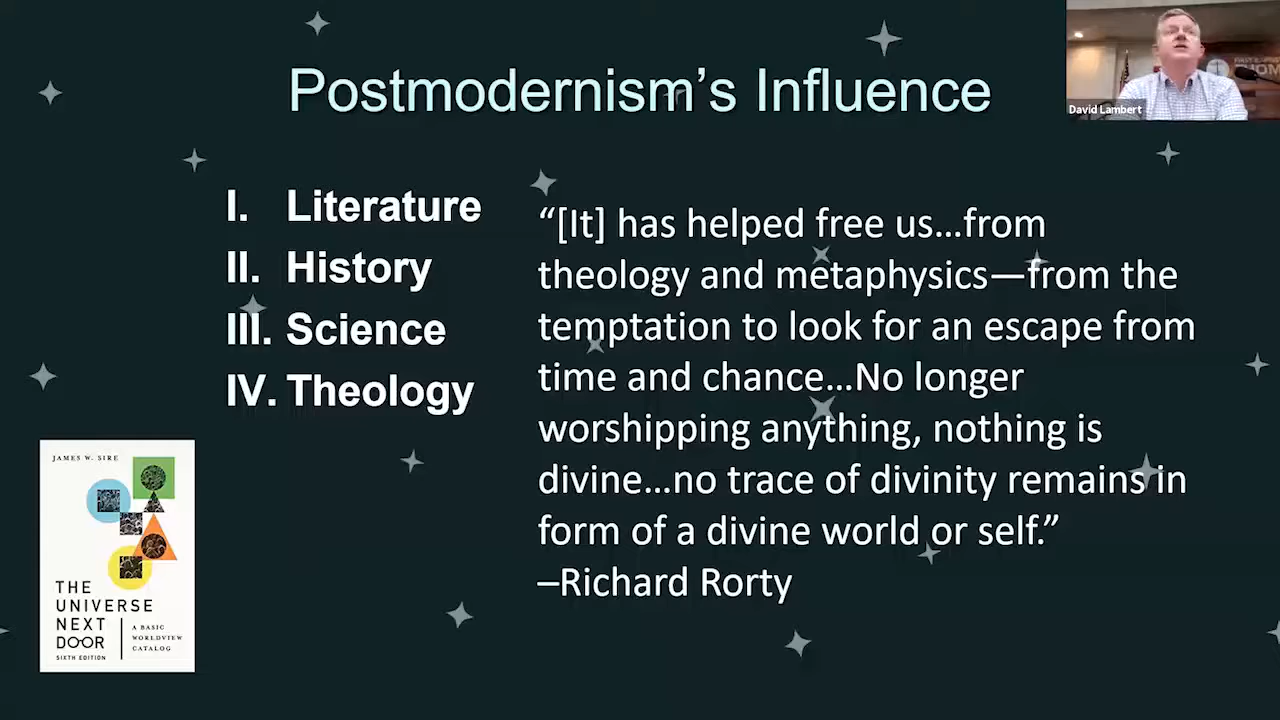 Postmodernism's Influence
David Lambert
I. Literature
II. History
III. Science
IV. Theology
“[It] has helped free us…from
theology and metaphysics—from the
temptation to look for an escape from
time and chance…No longer
worshipping anything, nothing is
divine…no trace of divinity remains in
form of a divine world or self.”
–Richard Rorty
JAMES W. SIRE
THE
UNIVERSE
NEXT
DOOR
SIXTH EDITION
A BASIC
WORLDVIEW
CATALOG